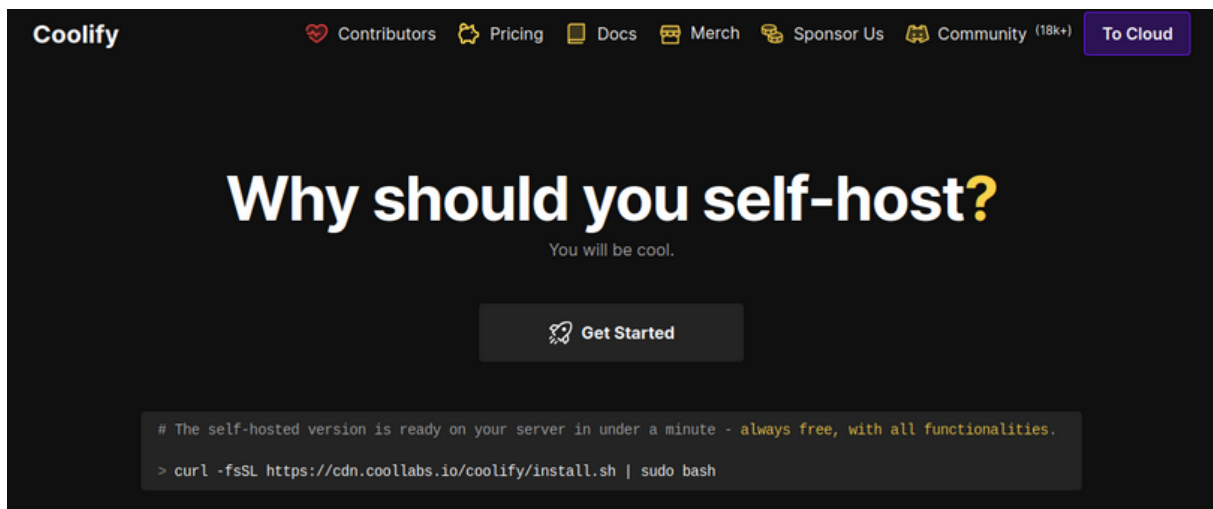 Coolify Contributors Pricing Docs Merch Sponsor Us Community (18k+) To Cloud
Why should you self-host?
You will be cool.
Get Started
# The self-hosted version is ready on your server in under a minute - always free, with all functionalities.
> curl -fsSL https://cdn.coollabs.io/coolify/install.sh | sudo bash